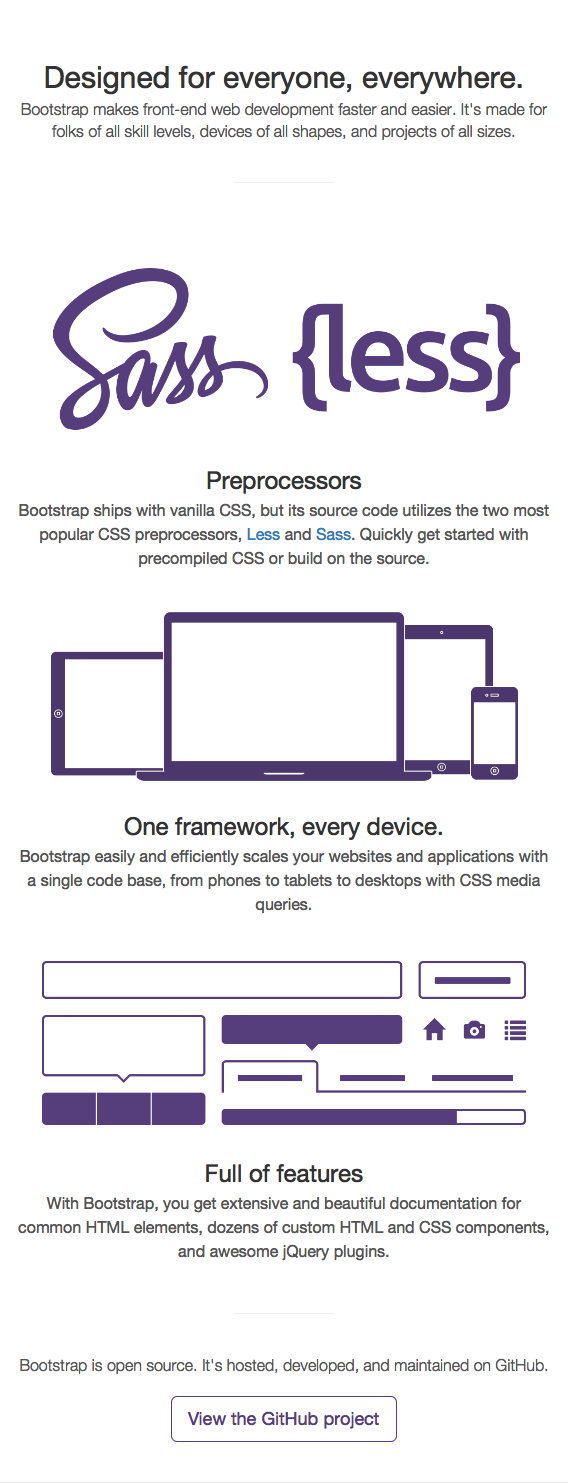 Designed for everyone, everywhere.
Bootstrap makes front-end web development faster and easier. It's made for
folks of all skill levels, devices of all shapes, and projects of all sizes.
Sass {less}
Preprocessors
Bootstrap ships with vanilla CSS, but its source code utilizes the two most
popular CSS preprocessors, Less and Sass. Quickly get started with
precompiled CSS or build on the source.
One framework, every device.
Bootstrap easily and efficiently scales your websites and applications with
a single code base, from phones to tablets to desktops with CSS media
queries.
Full of features
With Bootstrap, you get extensive and beautiful documentation for
common HTML elements, dozens of custom HTML and CSS components,
and awesome jQuery plugins.
Bootstrap is open source. It's hosted, developed, and maintained on GitHub.
View the GitHub project